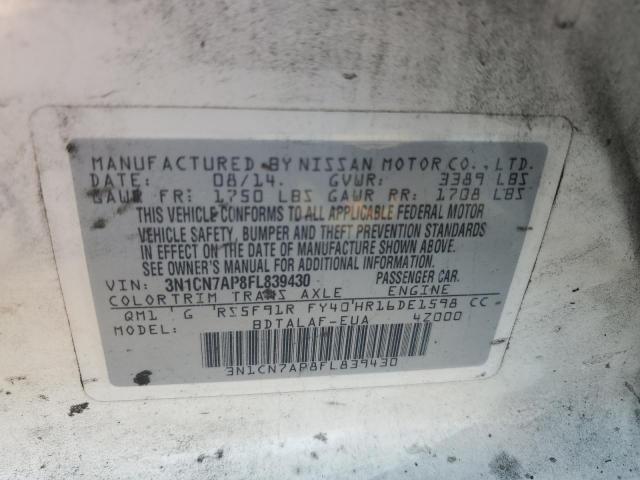 MANUFACTURED BY NISSAN MOTOR CO., LTD.
DATE: 08/14. GVWR: 3389 LBS
GAWR FR: 1750 LBS GAWR RR: 1708 LBS
THIS VEHICLE CONFORMS TO ALL APPLICABLE FEDERAL MOTOR
VEHICLE SAFETY, BUMPER AND THEFT PREVENTION STANDARDS
IN EFFECT ON THE DATE OF MANUFACTURE SHOWN ABOVE.
SEE OWNER'S MANUAL FOR ADDITIONAL INFORMATION.
VIN: 3N1CN7AP8FL839430 PASSENGER CAR.
COLOR TRIM TRANS AXLE ENGINE
QM1 'G 'RS5F91R FY40'HR16DE1598 CC
MODEL: BDTALAF-EUA 4Z000
3N1CN7AP8FL839430